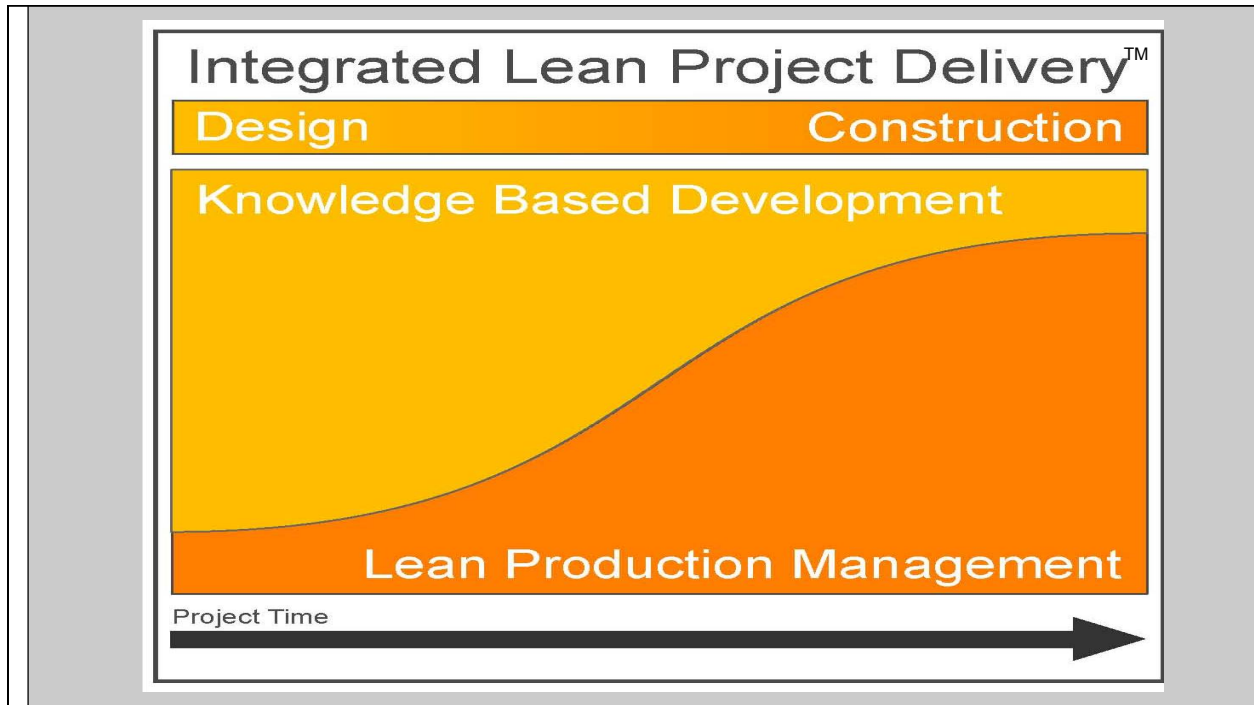 Integrated Lean Project Delivery™
Design Construction
Knowledge Based Development
Lean Production Management
Project Time